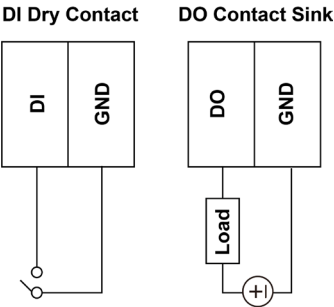 DI Dry Contact
DO Contact Sink
DI
GND
DO
GND
Load